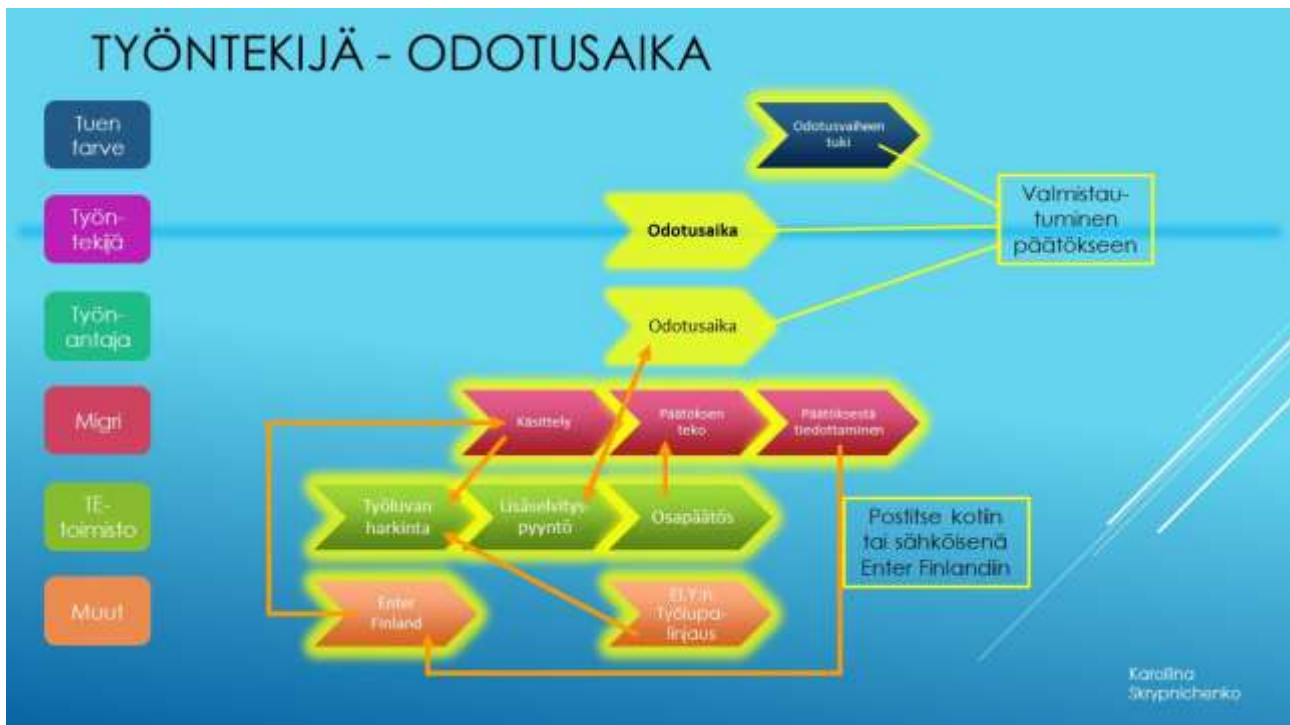 TYÖNTEKIJÄ - ODOTUSAIKA
Tuen
tarve
Odotusvaiheen
tuki
Työn-
tekijä
Odotusaika
Valmistau-
tuminen
päätökseen
Työn-
antaja
Odotusaika
Migri
Käsittely
Päätöksen
teko
Päätöksestä
tiedottaminen
TE-
toimisto
Työluvan
harkinta
Lisäselvitys-
pyyntö
Osapäätös
Postitse kotiin
tai sähköisenä
Enter Finlandiin
Muut
Enter
Finland
ELY:n
Työlupa-
linjaus
Karolina
Skrypnichenko